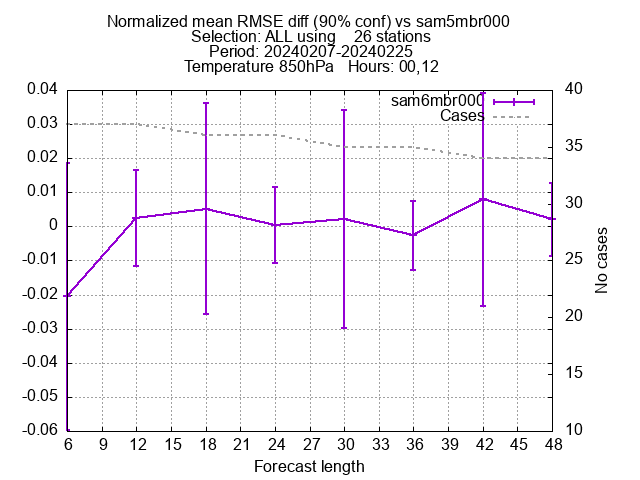 Normalized mean RMSE diff (90% conf) vs sam5mbr000
Selection: ALL using    26 stations
Period: 20240207-20240225
Temperature 850hPa   Hours: 00,12
sam6mbr000
Cases
0.04
0.03
0.02
0.01
0
-0.01
-0.02
-0.03
-0.04
-0.05
-0.06
40
35
30
25
20
15
10
No cases
6 9 12 15 18 21 24 27 30 33 36 39 42 45 48
Forecast length